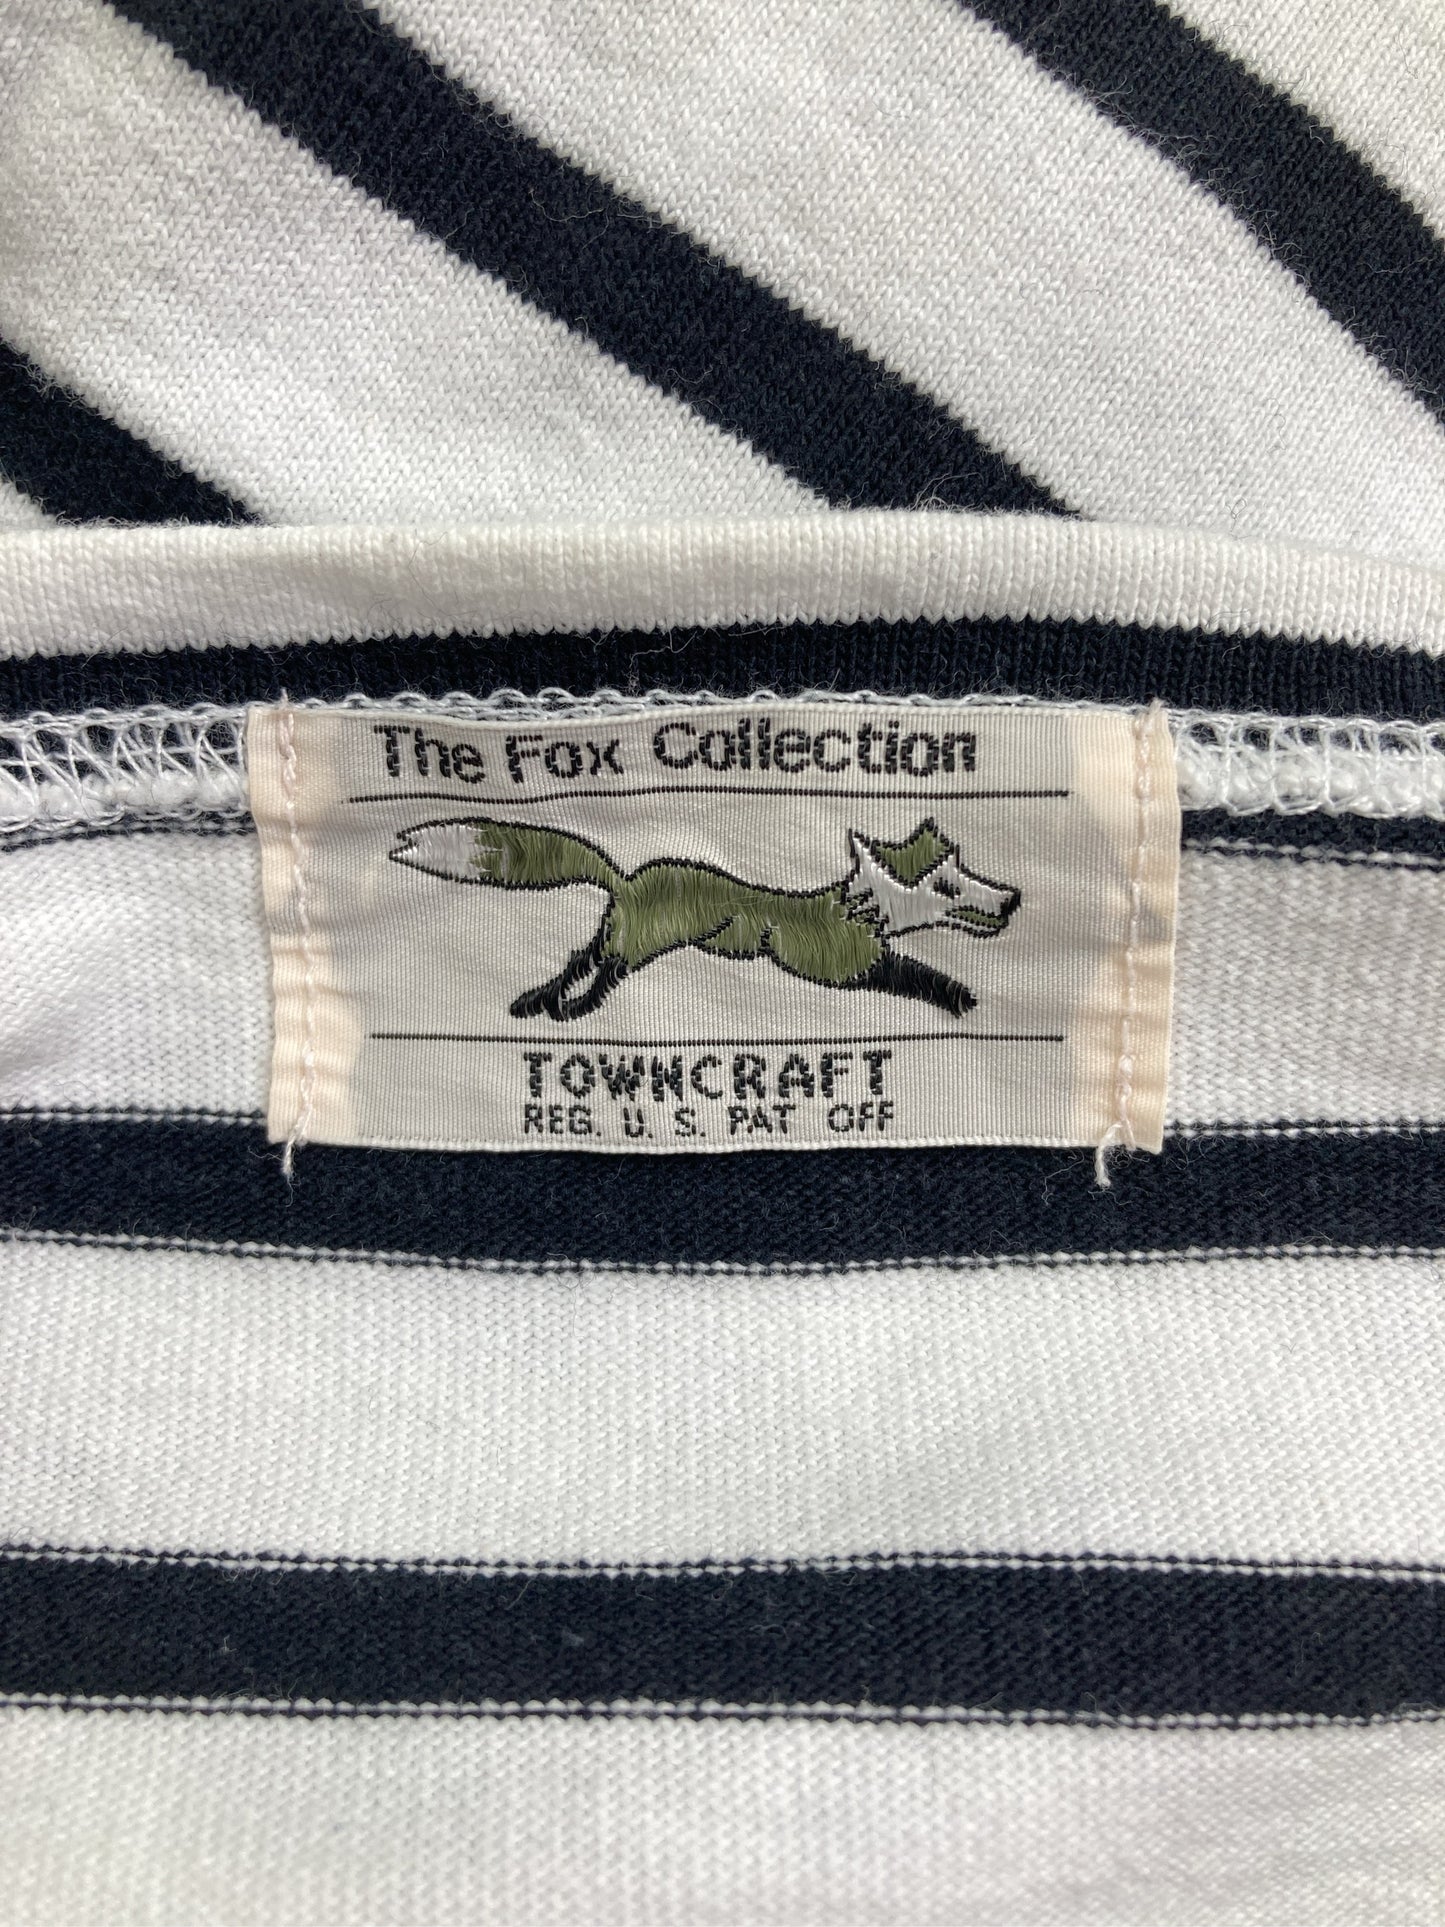 The Fox Collection
TOWNCRAFT
REG. U. S. PAT OFF